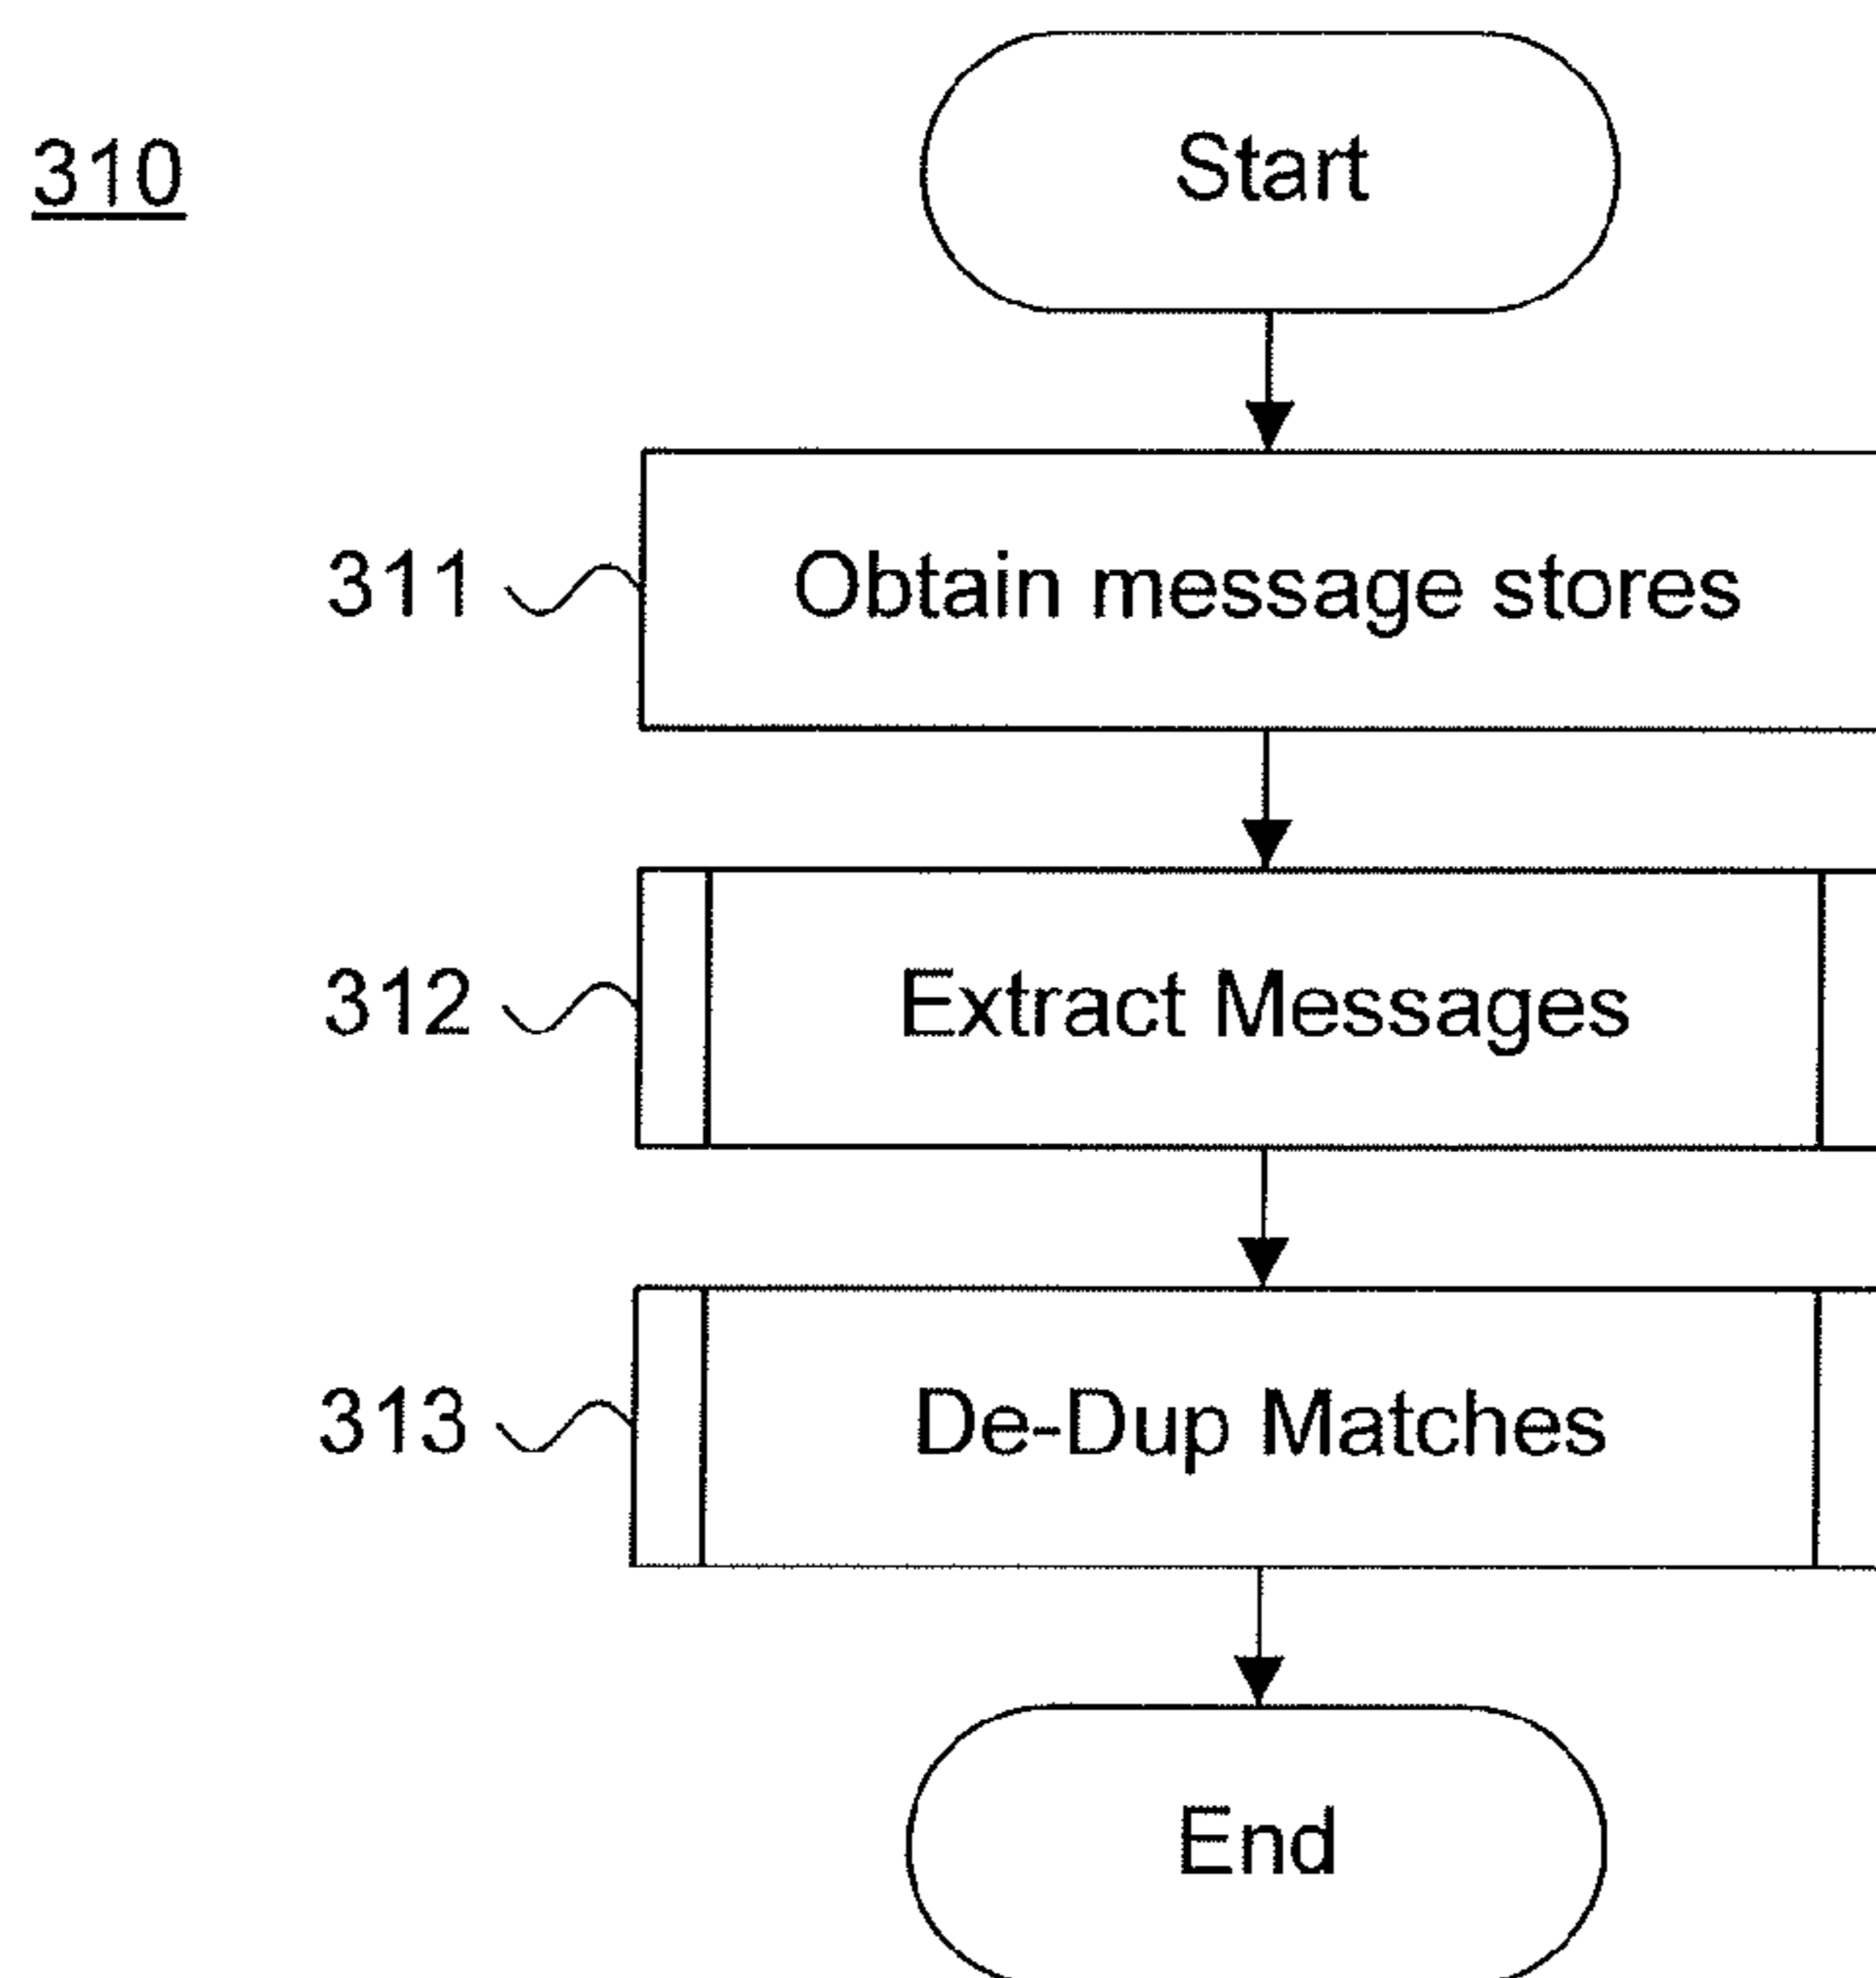 310
Start
311 Obtain message stores
312 Extract Messages
313 De-Dup Matches
End